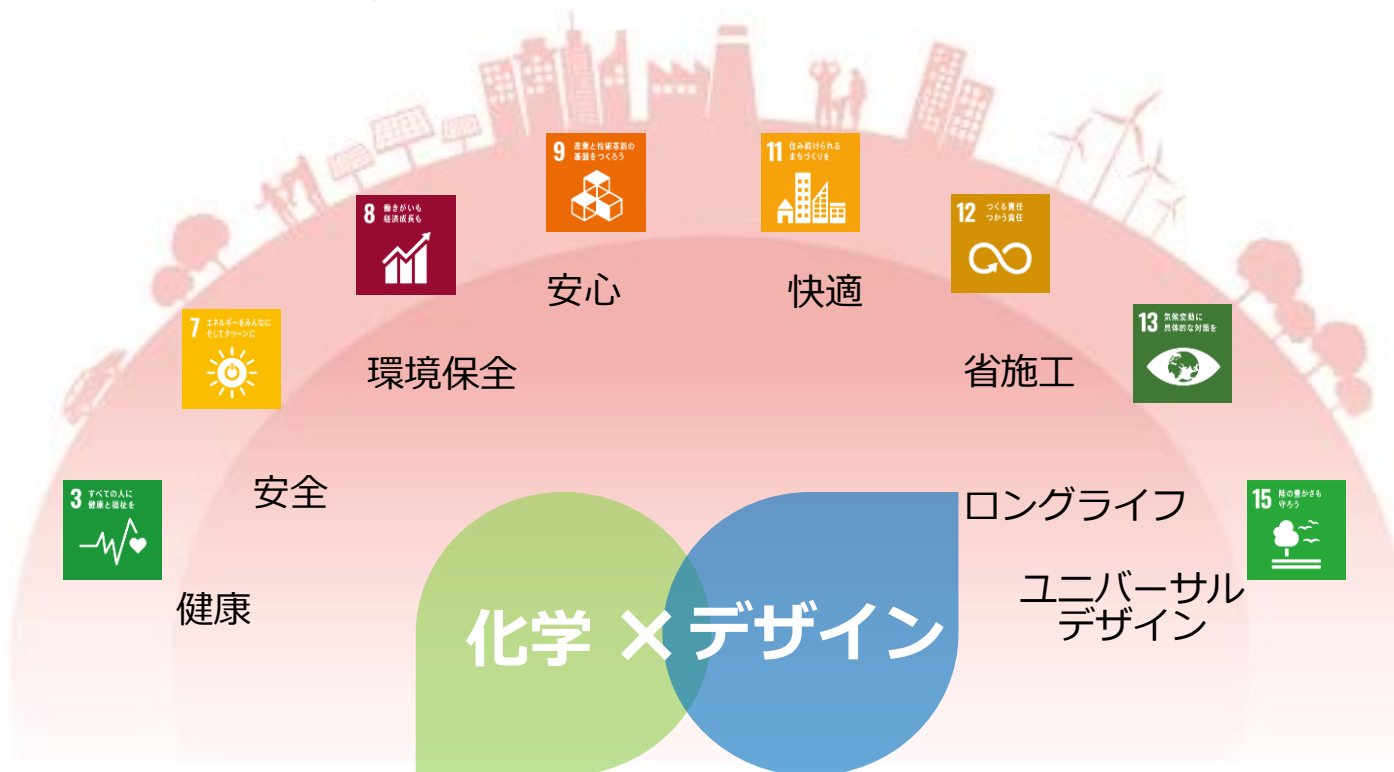 9 産業と技術革新の
基盤をつくろう
11 住み続けられる
まちづくりを
8 働きがいも
経済成長も
12 つくる責任
つかう責任
安心
快適
7 エネルギーをみんなに
そしてクリーンに
13 気候変動に
具体的な対策を
環境保全
省施工
3 すべての人に
健康と福祉を
安全
ロングライフ
15 陸の豊かさも
守ろう
健康
ユニバーサル
デザイン
化学 × デザイン